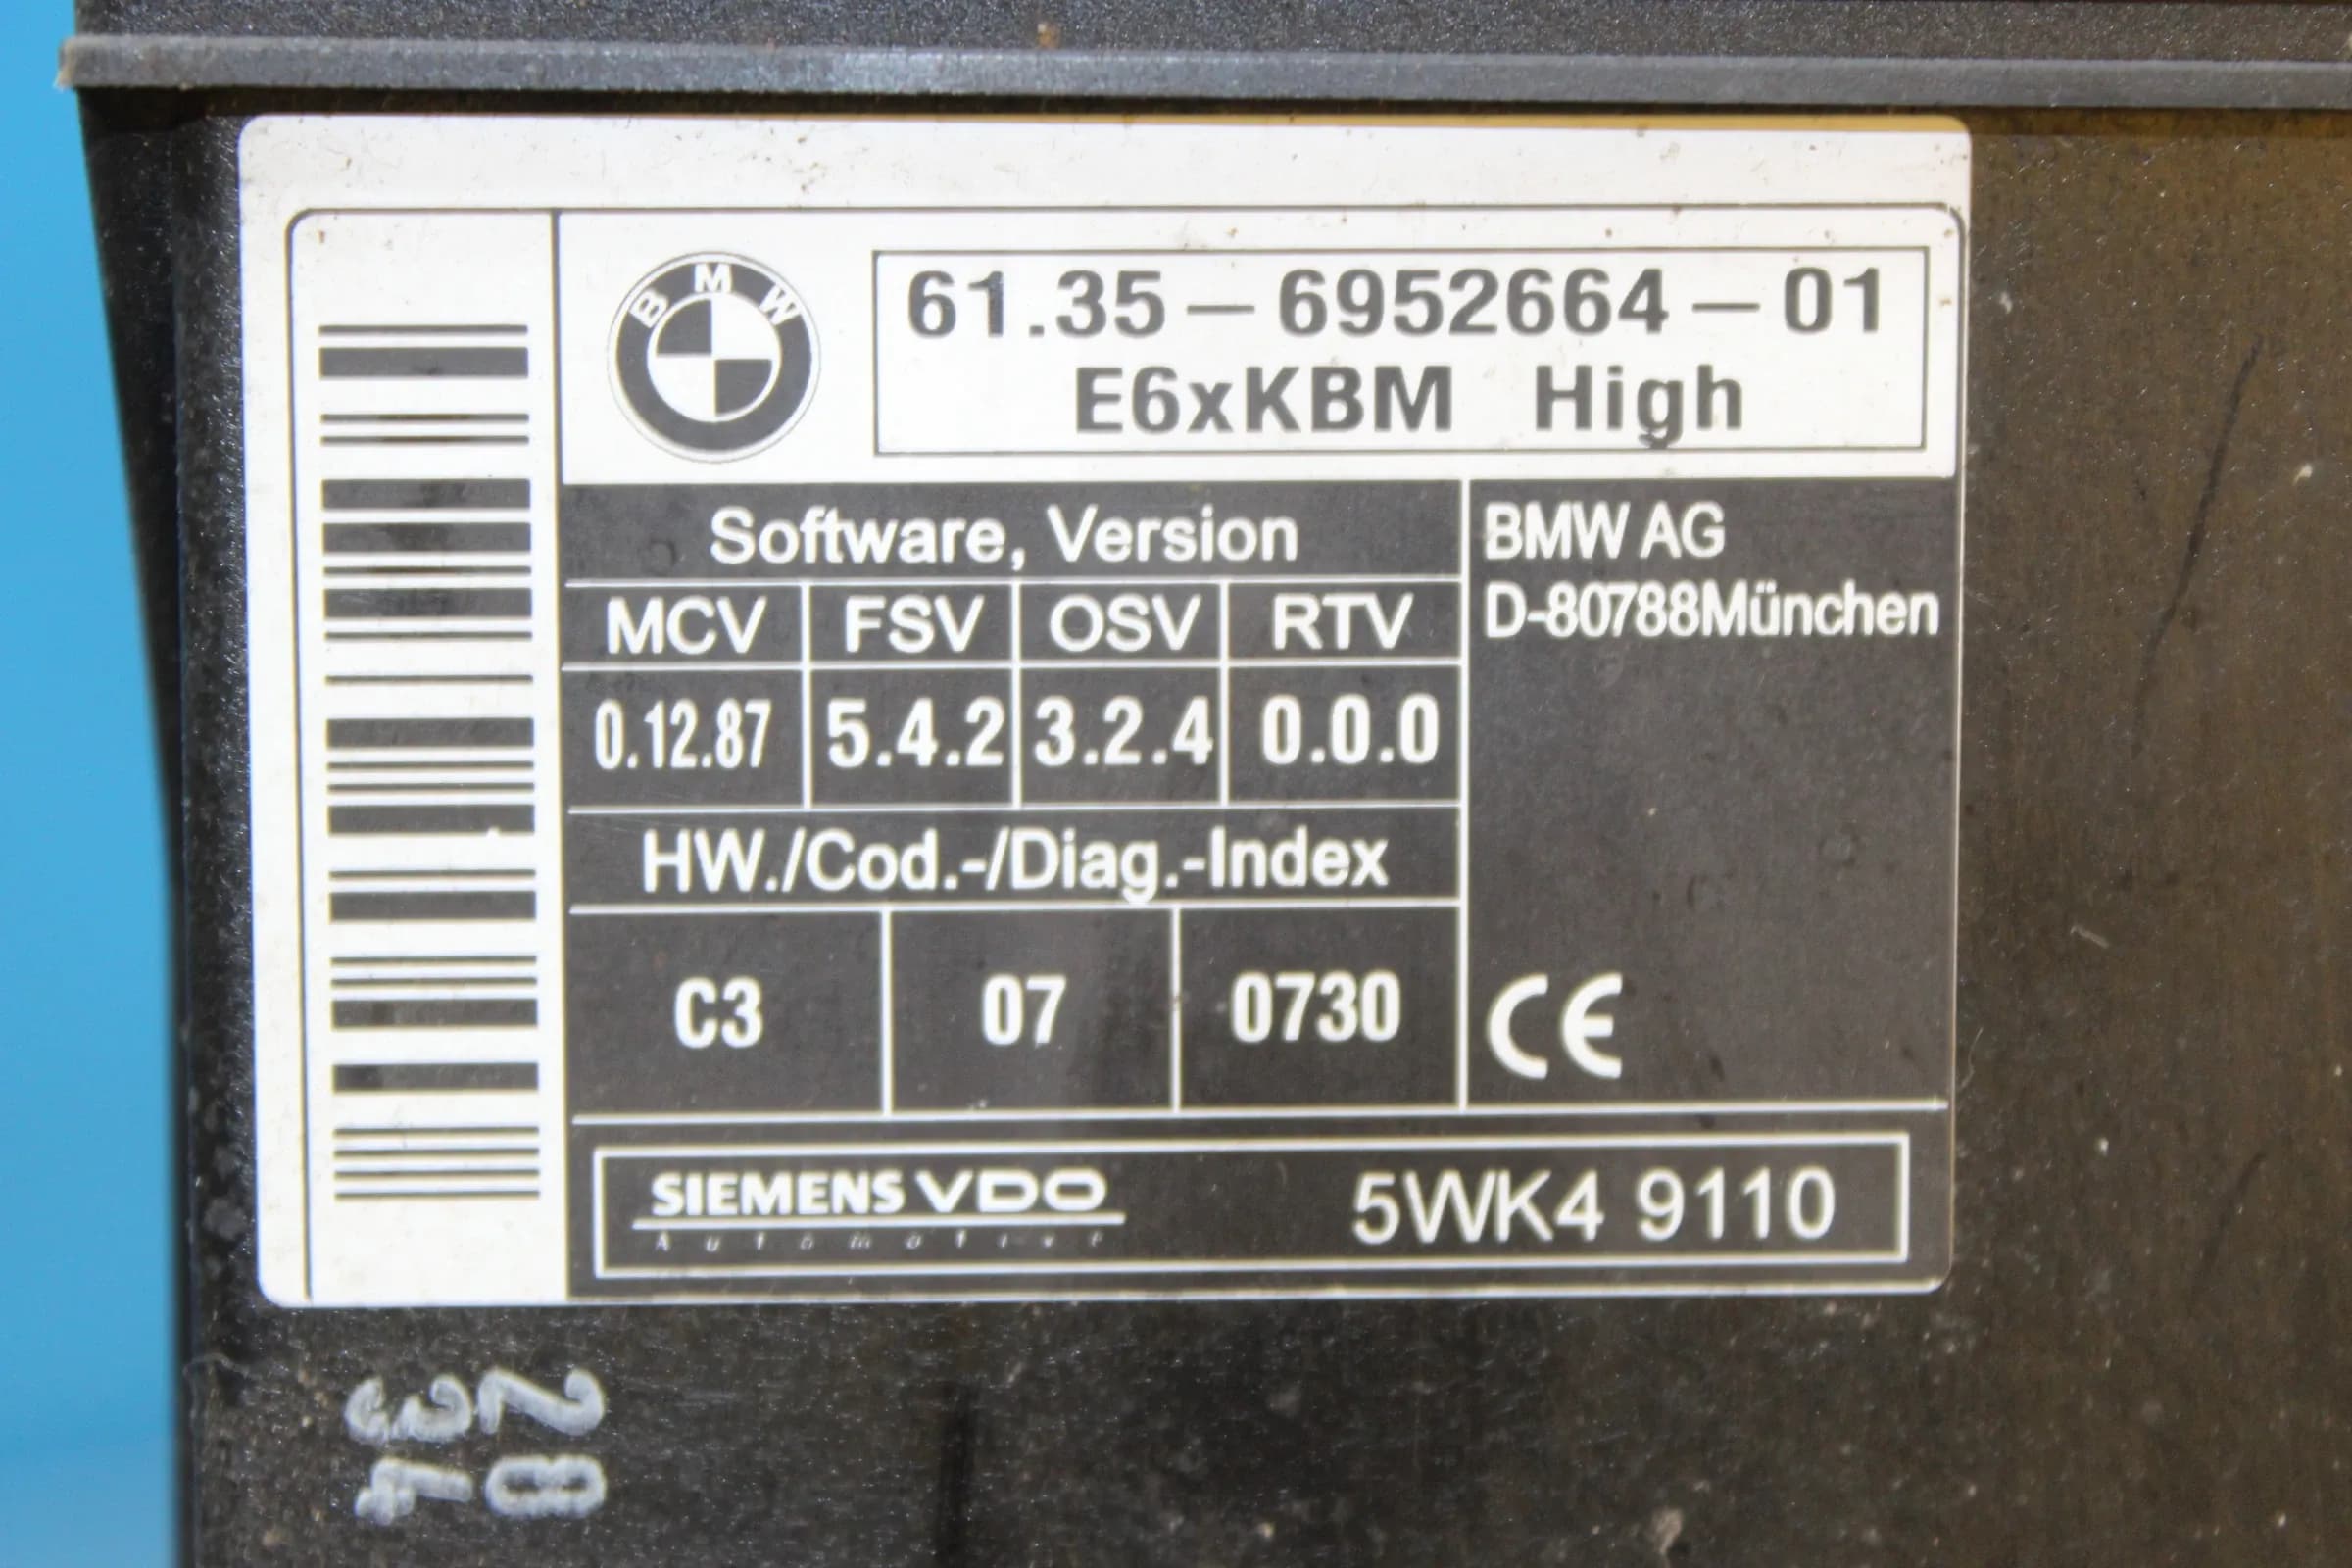 BMW
61.35-6952664-01
E6xKBM High
Software, Version
MCV FSV OSV RTV
0.12.87 5.4.2 3.2.4 0.0.0
HW./Cod.-/Diag.-Index
C3 07 0730
BMW AG
D-80788München
CE
SIEMENS VDO
Automotive
5WK4 9110
28
34